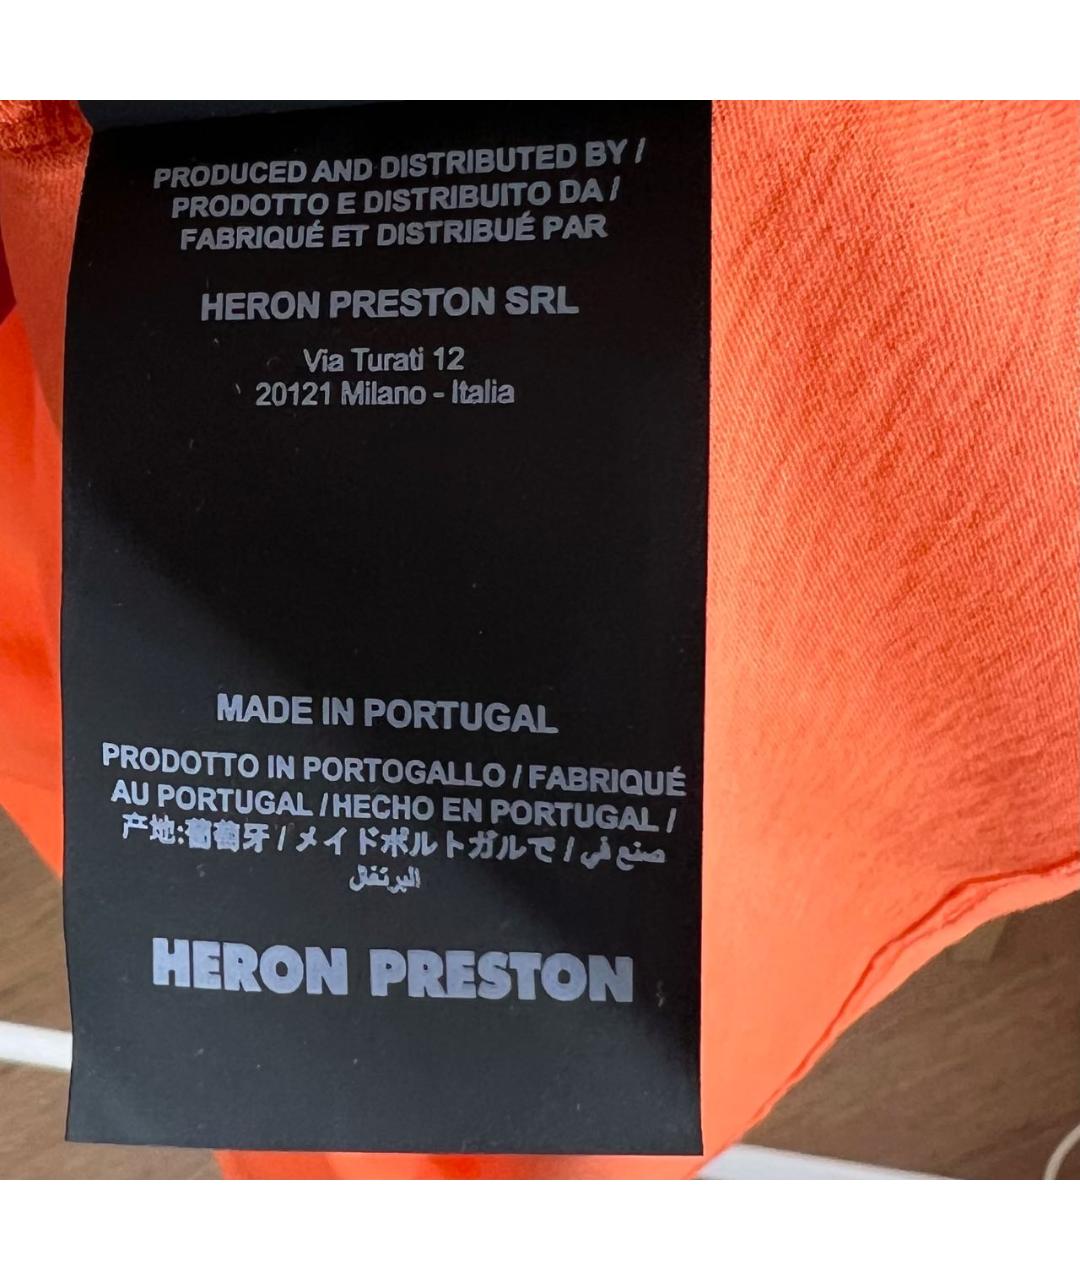 PRODUCED AND DISTRIBUTED BY /
PRODOTTO E DISTRIBUITO DA /
FABRIQUÉ ET DISTRIBUÉ PAR
HERON PRESTON SRL
Via Turati 12
20121 Milano - Italia
MADE IN PORTUGAL
PRODOTTO IN PORTOGALLO / FABRIQUÉ
AU PORTUGAL / HECHO EN PORTUGAL /
产地:葡萄牙 / メイドポルトガルで / صنع في
البرتغال
HERON PRESTON